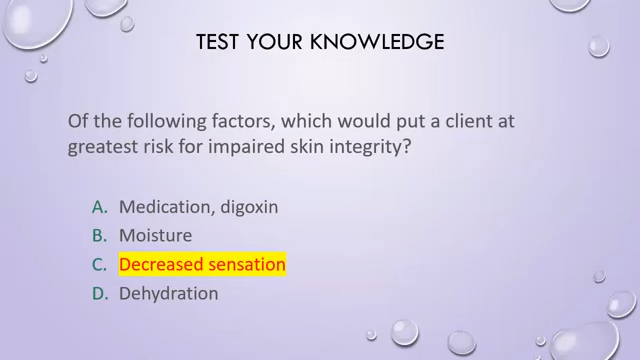 TEST YOUR KNOWLEDGE
Of the following factors, which would put a client at
greatest risk for impaired skin integrity?
A. Medication, digoxin
B. Moisture
C. Decreased sensation
D. Dehydration